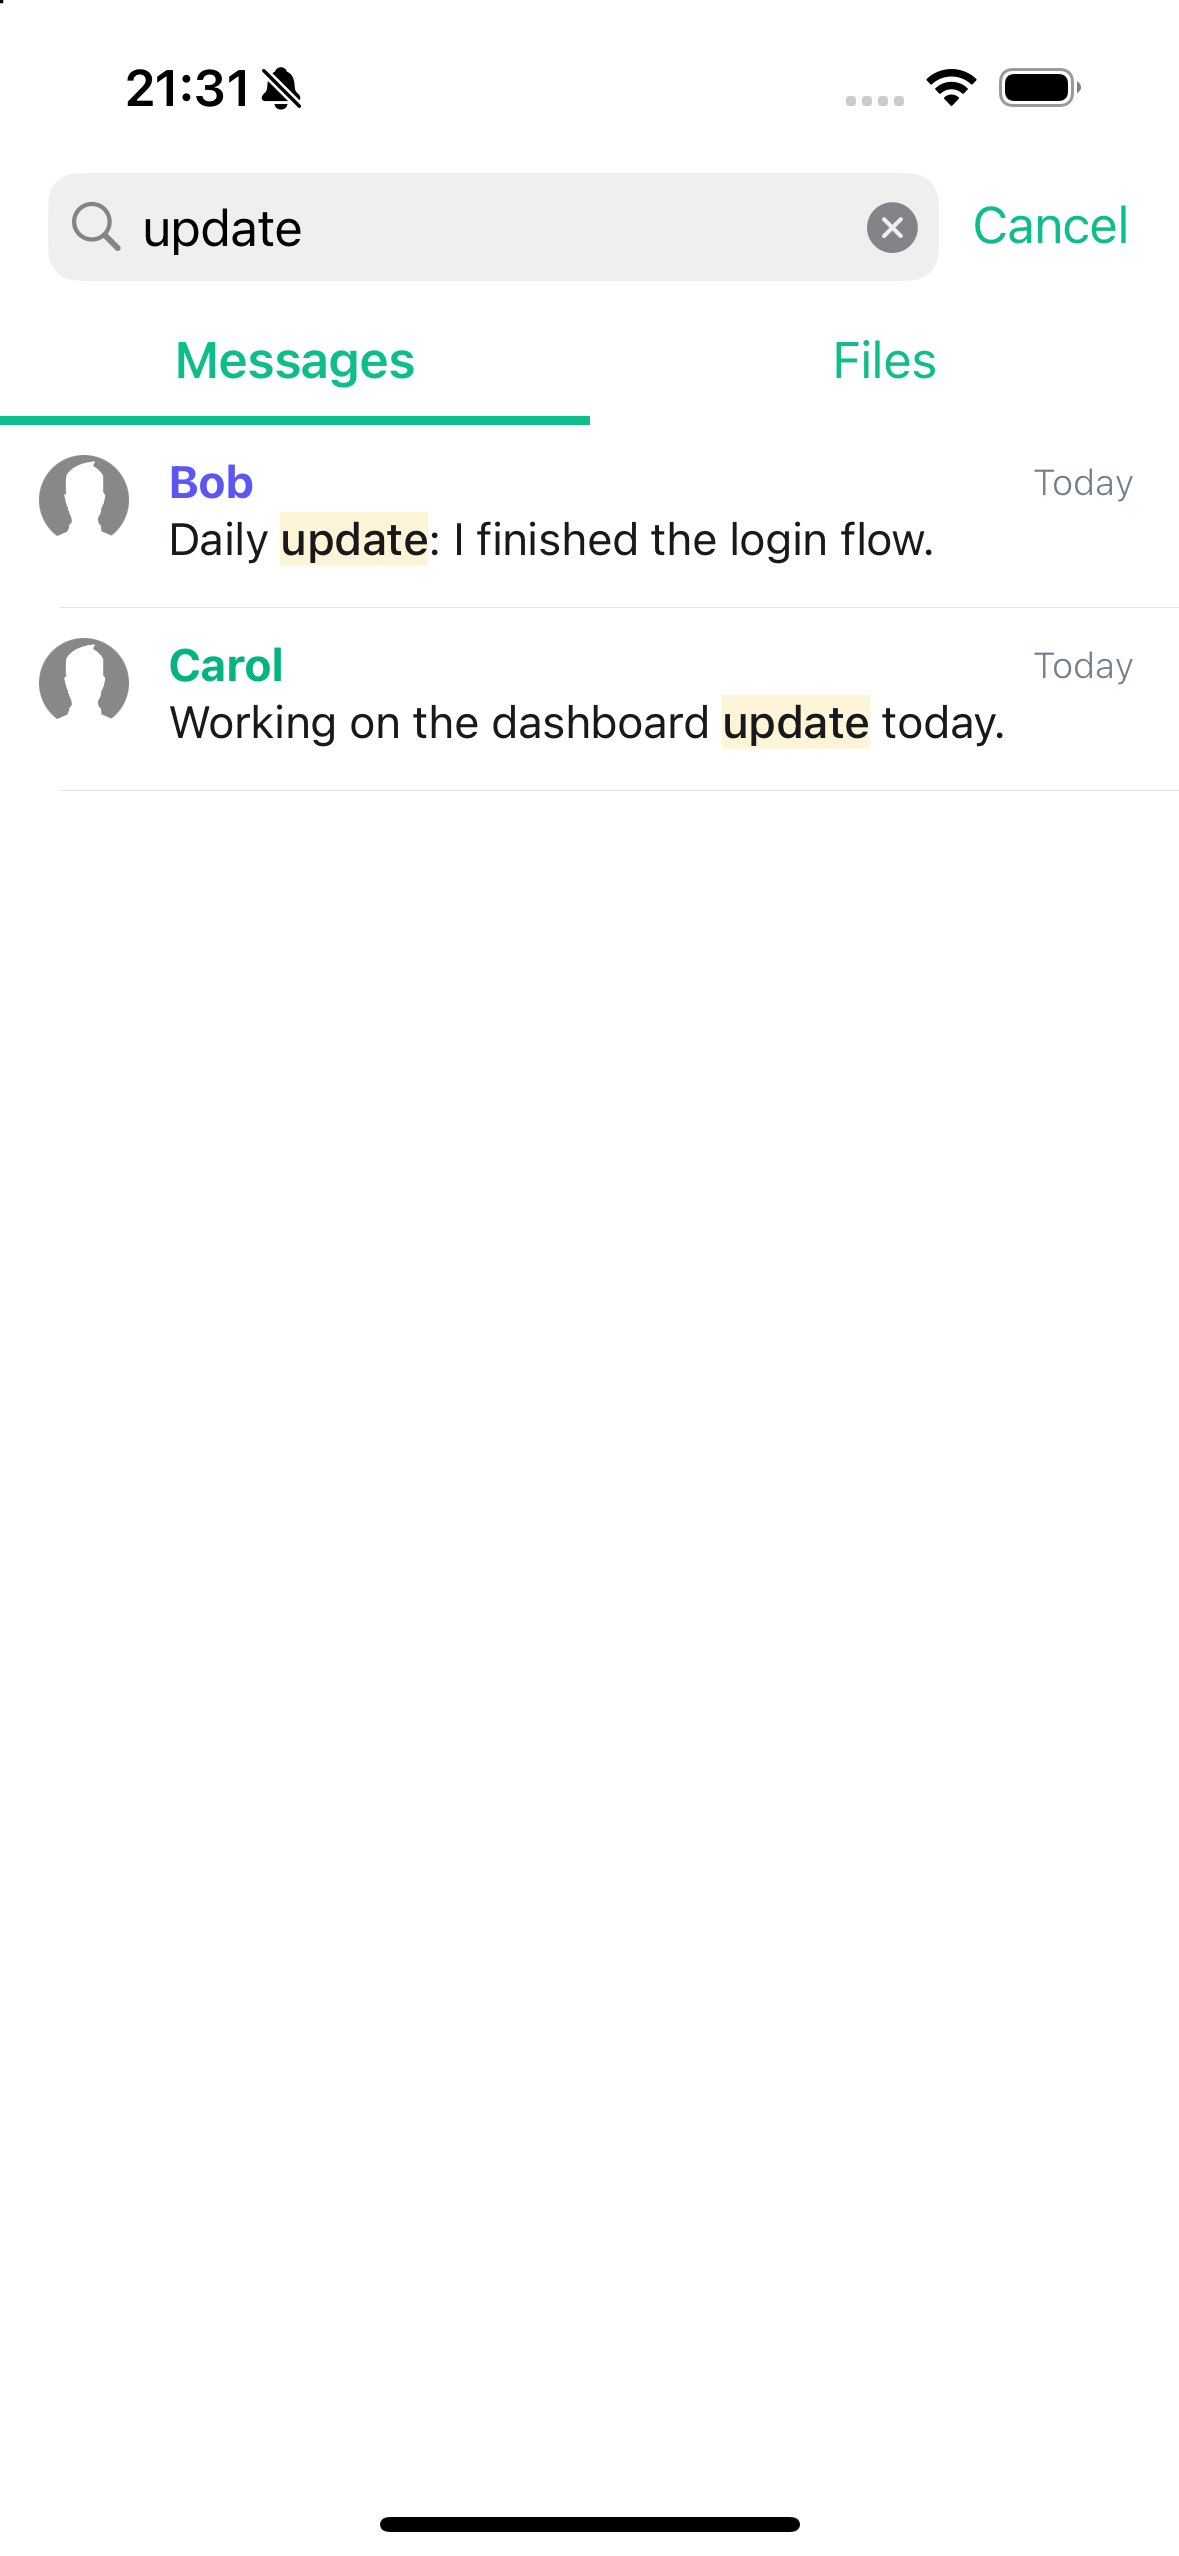 21:31
update
Cancel
Messages
Files
Bob
Today
Daily update: I finished the login flow.
Carol
Today
Working on the dashboard update today.